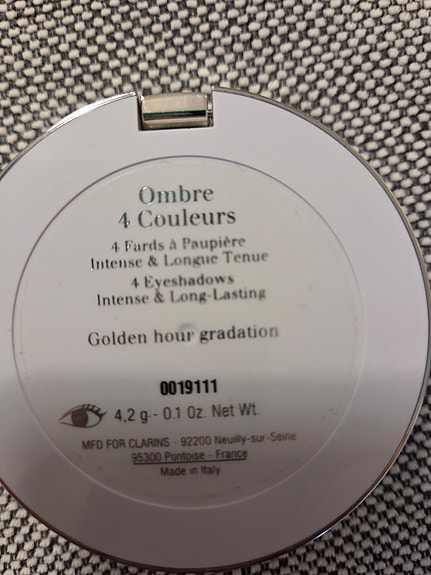 Ombre
4 Couleurs
4 Fards à Paupière
Intense & Longue Tenue
4 Eyeshadows
Intense & Long-Lasting
Golden hour gradation
0019111
4,2 g - 0.1 Oz. Net Wt.
MFD FOR CLARINS - 92200 Neuilly-sur-Seine
95300 Pontoise - France
Made in Italy